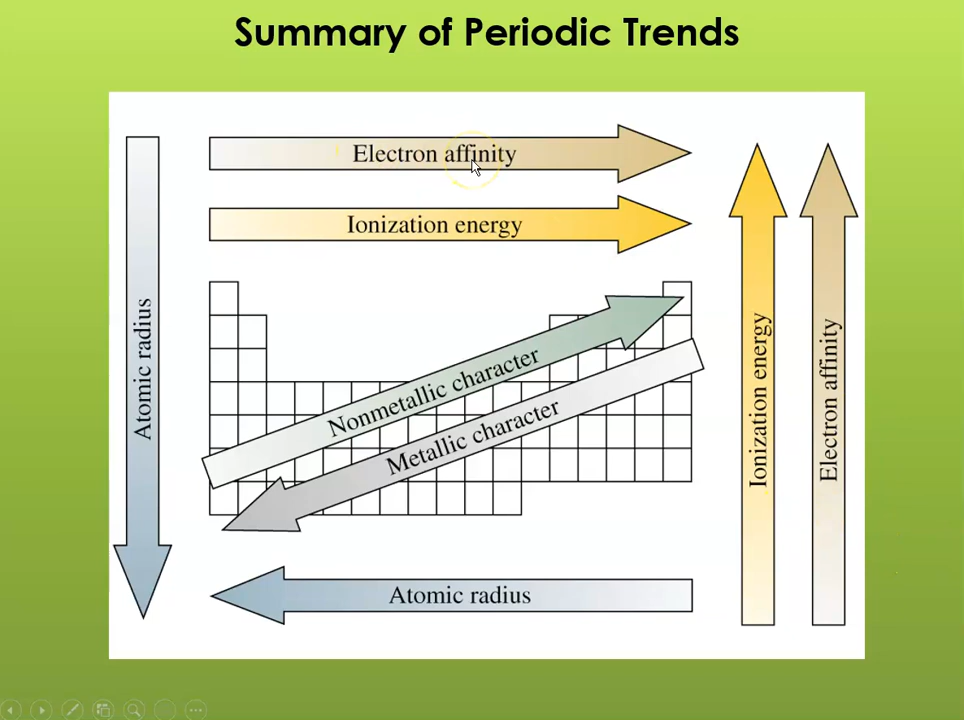 Summary of Periodic Trends
Electron affinity
Ionization energy
Atomic radius
Nonmetallic character
Metallic character
Ionization energy
Electron affinity
Atomic radius